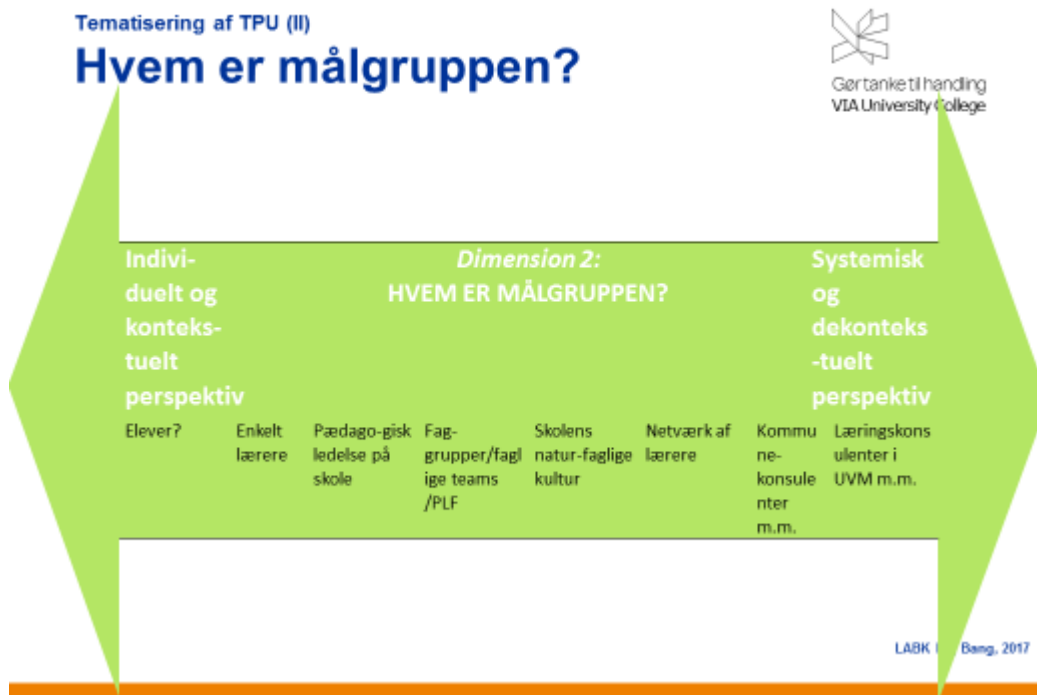 Tematisering af TPU (II)
Hvem er målgruppen?
Gør tanke til handling
VIA University College
Indivi-
duelt og
konteks-
tuelt
perspektiv
Dimension 2:
HVEM ER MÅLGRUPPEN?
Systemisk
og
dekonteks
-tuelt
perspektiv
Elever?
Enkelt
lærere
Pædago-gisk
ledelse på
skole
Fag-
grupper/fagl
ige teams
/PLF
Skolens
natur-faglige
kultur
Netværk af
lærere
Kommu
ne-
konsule
nter
m.m.
Læringskons
ulenter i
UVM m.m.
LABK
Bang, 2017